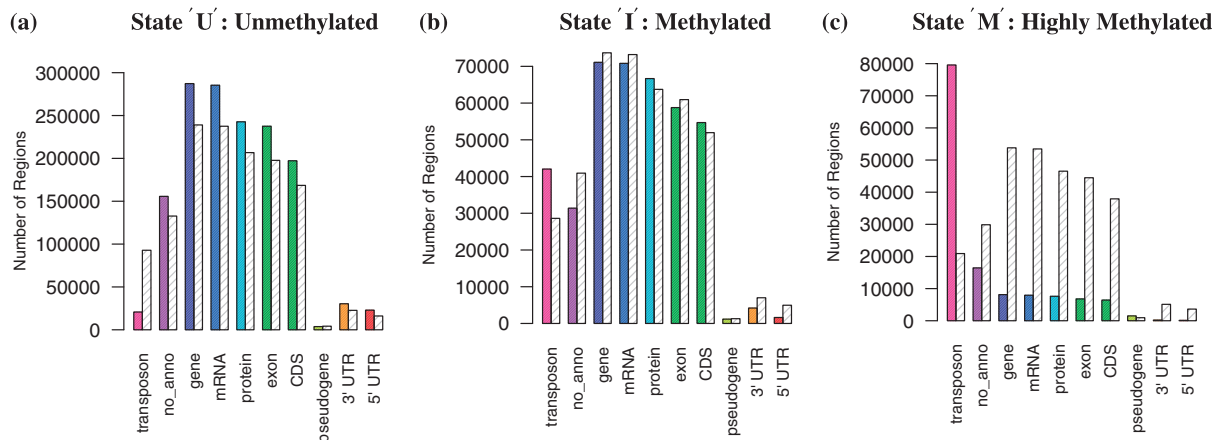 (a) State ′U′: Unmethylated
Number of Regions
300000
250000
200000
150000
100000
50000
0
transposon
no_anno
gene
mRNA
protein
exon
CDS
pseudogene
3' UTR
5' UTR
(b) State ′I′: Methylated
Number of Regions
70000
60000
50000
40000
30000
20000
10000
0
transposon
no_anno
gene
mRNA
protein
exon
CDS
pseudogene
3' UTR
5' UTR
(c) State ′M′: Highly Methylated
Number of Regions
80000
70000
60000
50000
40000
30000
20000
10000
0
transposon
no_anno
gene
mRNA
protein
exon
CDS
pseudogene
3' UTR
5' UTR